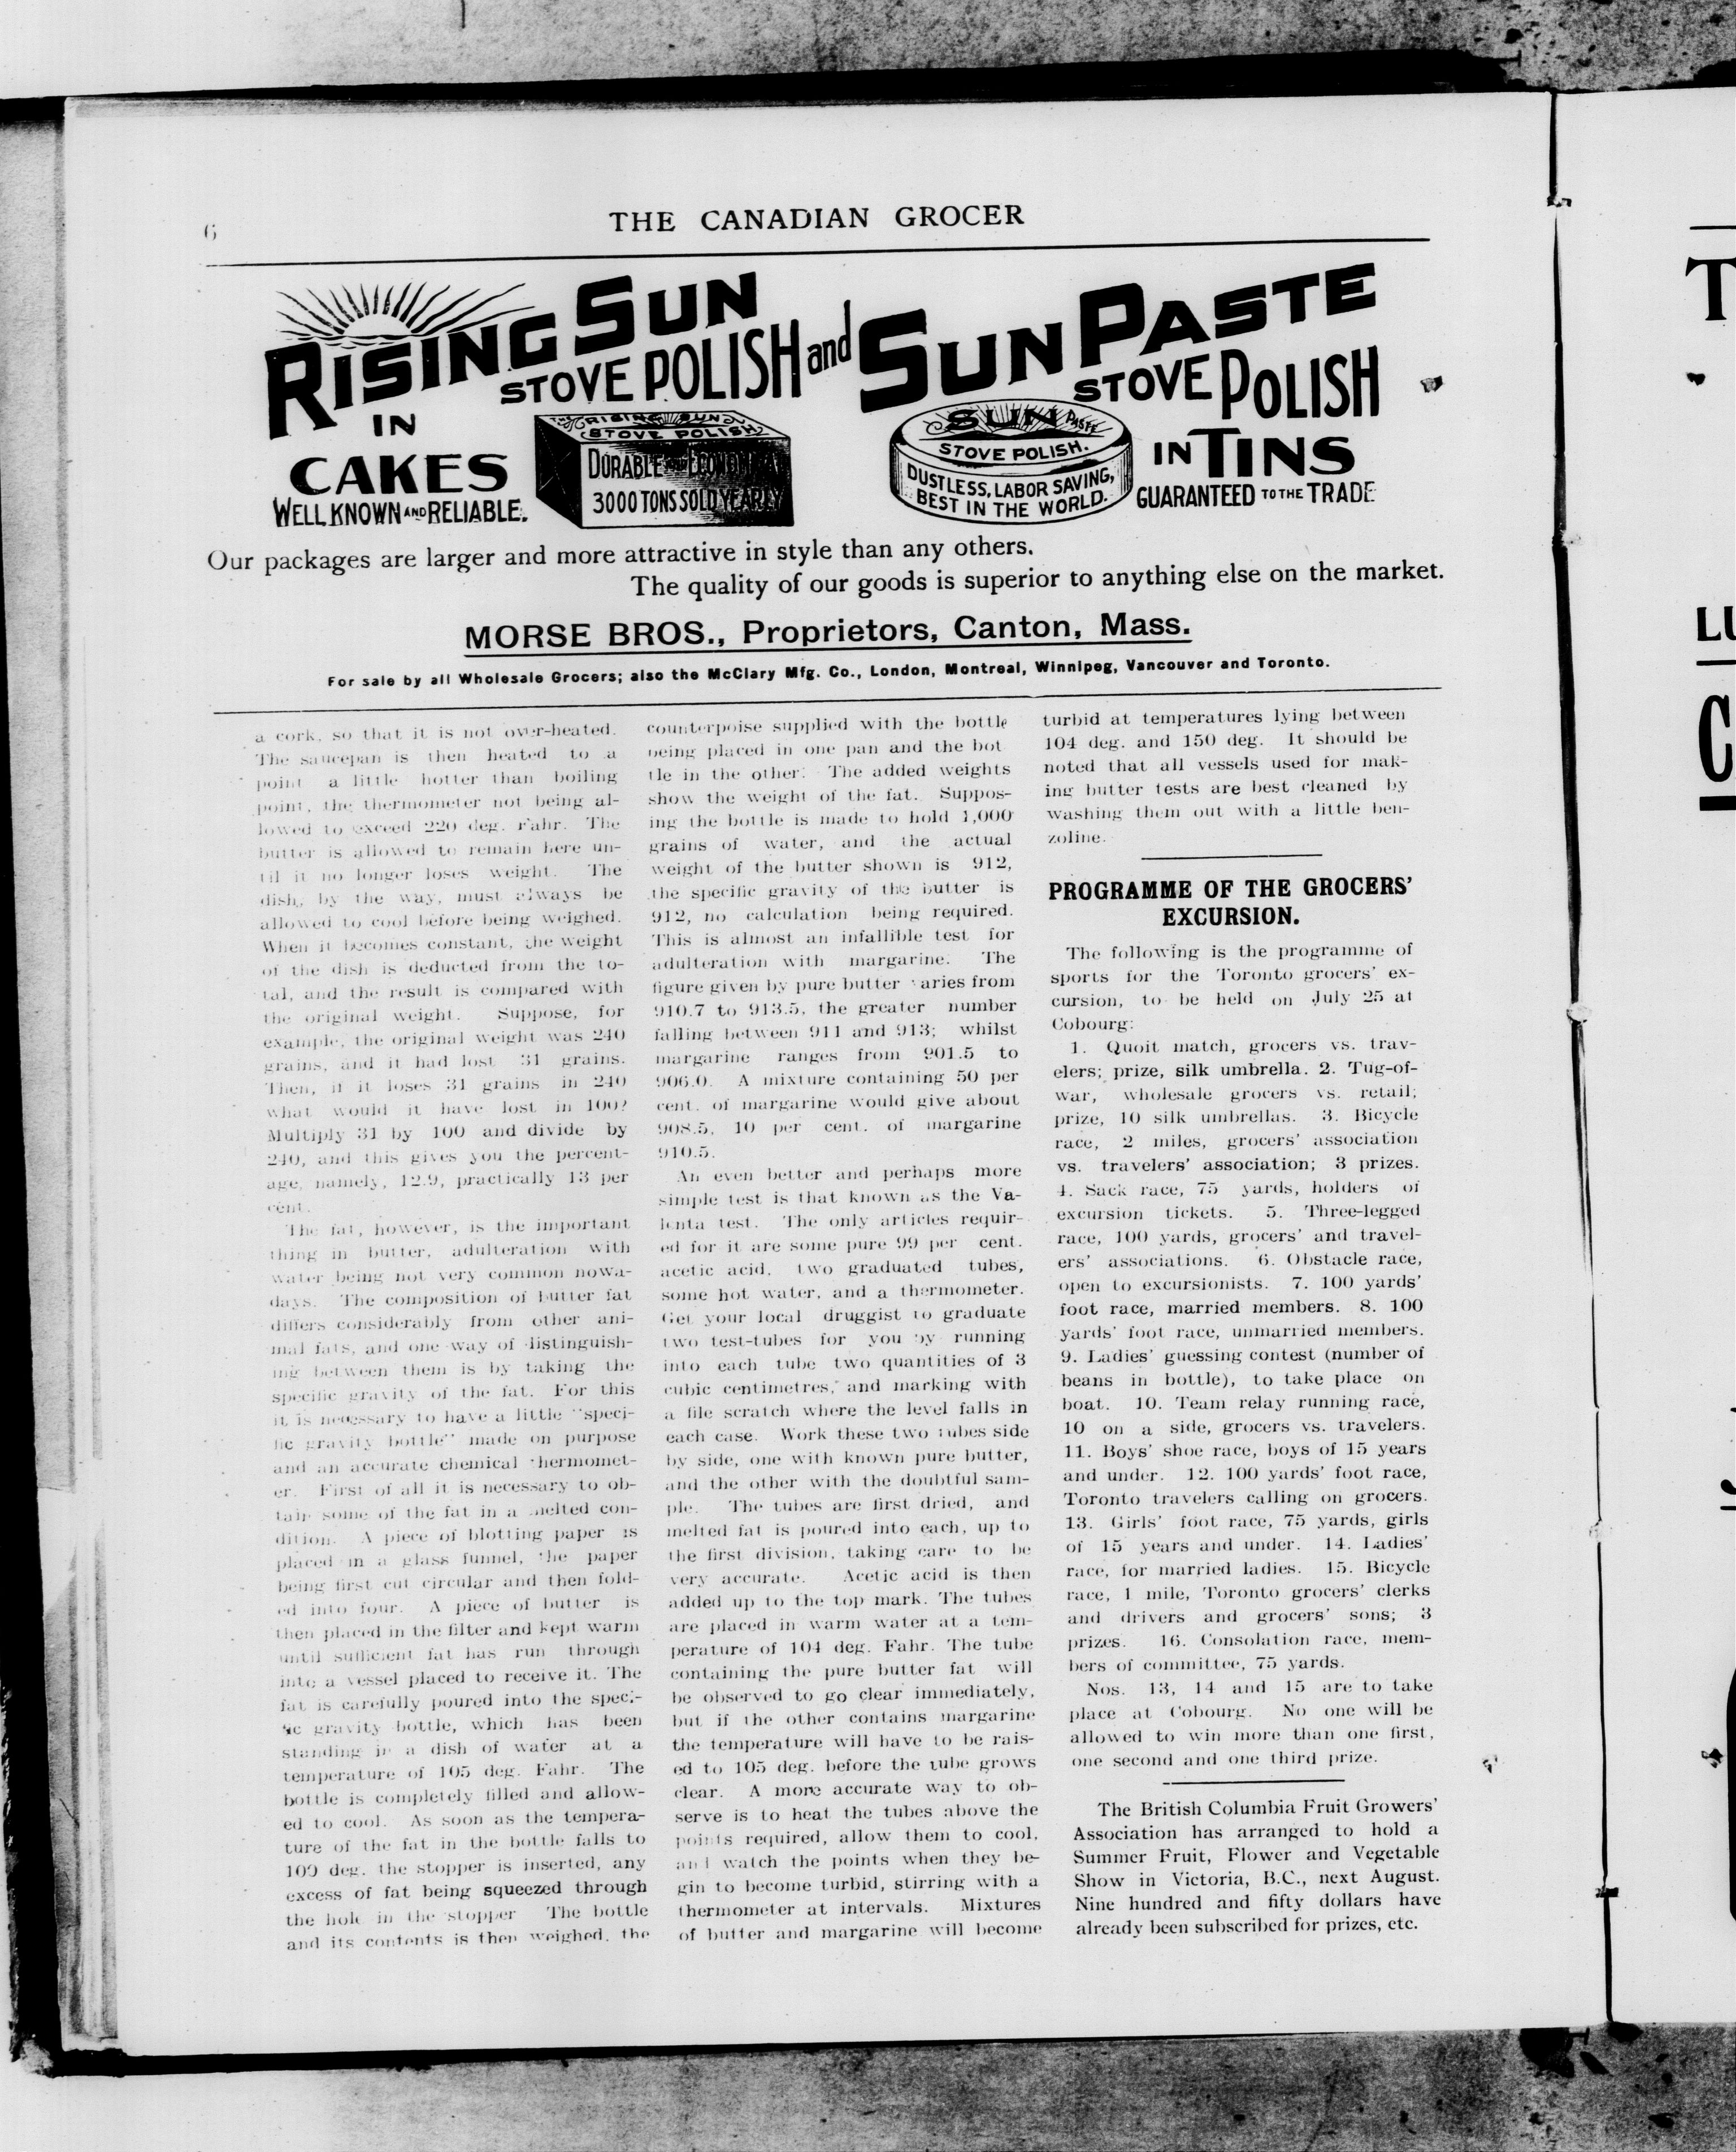 6
THE CANADIAN GROCER
RISING SUN
STOVE POLISH and SUN PASTE
STOVE POLISH
IN
CAKES
WELL KNOWN AND RELIABLE.
THE RISING SUN
STOVE POLISH
DURABLE AND ECONOMICAL
3000 TONS SOLD YEARLY
SUN PASTE
STOVE POLISH.
DUSTLESS, LABOR SAVING,
BEST IN THE WORLD.
IN TINS
GUARANTEED TO THE TRADE
Our packages are larger and more attractive in style than any others.
The quality of our goods is superior to anything else on the market.
MORSE BROS., Proprietors, Canton, Mass.
For sale by all Wholesale Grocers; also the McClary Mfg. Co., London, Montreal, Winnipeg, Vancouver and Toronto.
a cork, so that it is not over-heated.
The saucepan is then heated to a
point a little hotter than boiling
point, the thermometer not being al-
lowed to exceed 220 deg. Fahr. The
butter is allowed to remain here un-
til it no longer loses weight. The
dish, by the way, must always be
allowed to cool before being weighed.
When it becomes constant, the weight
of the dish is deducted from the to-
tal, and the result is compared with
the original weight. Suppose, for
example, the original weight was 240
grains, and it had lost 31 grains.
Then, if it loses 31 grains in 240
what would it have lost in 100?
Multiply 31 by 100 and divide by
240, and this gives you the percent-
age, namely, 12.9, practically 13 per
cent.
The fat, however, is the important
thing in butter, adulteration with
water being not very common nowa-
days. The composition of butter fat
differs considerably from other ani-
mal fats, and one way of distinguish-
ing between them is by taking the
specific gravity of the fat. For this
it is necessary to have a little "speci-
fic gravity bottle" made on purpose
and an accurate chemical thermomet-
er. First of all it is necessary to ob-
tain some of the fat in a melted con-
dition. A piece of blotting paper is
placed in a glass funnel, the paper
being first cut circular and then fold-
ed into four. A piece of butter is
then placed in the filter and kept warm
until sufficient fat has run through
into a vessel placed to receive it. The
fat is carefully poured into the speci-
fic gravity bottle, which has been
standing in a dish of water at a
temperature of 105 deg. Fahr. The
bottle is completely filled and allow-
ed to cool. As soon as the tempera-
ture of the fat in the bottle falls to
100 deg. the stopper is inserted, any
excess of fat being squeezed through
the hole in the stopper The bottle
and its contents is then weighed, the
counterpoise supplied with the bottle
being placed in one pan and the bot
tle in the other. The added weights
show the weight of the fat. Suppos-
ing the bottle is made to hold 1,000
grains of water, and the actual
weight of the butter shown is 912,
the specific gravity of the butter is
912, no calculation being required.
This is almost an infallible test for
adulteration with margarine. The
figure given by pure butter varies from
910.7 to 913.5, the greater number
falling between 911 and 913; whilst
margarine ranges from 901.5 to
906.0. A mixture containing 50 per
cent. of margarine would give about
908.5, 10 per cent. of margarine
910.5.
An even better and perhaps more
simple test is that known as the Va-
lenta test. The only articles requir-
ed for it are some pure 99 per cent.
acetic acid, two graduated tubes,
some hot water, and a thermometer.
Get your local druggist to graduate
two test-tubes for you by running
into each tube two quantities of 3
cubic centimetres, and marking with
a file scratch where the level falls in
each case. Work these two tubes side
by side, one with known pure butter,
and the other with the doubtful sam-
ple. The tubes are first dried, and
melted fat is poured into each, up to
the first division, taking care to be
very accurate. Acetic acid is then
added up to the top mark. The tubes
are placed in warm water at a tem-
perature of 104 deg. Fahr. The tube
containing the pure butter fat will
be observed to go clear immediately,
but if the other contains margarine
the temperature will have to be rais-
ed to 105 deg. before the tube grows
clear. A more accurate way to ob-
serve is to heat the tubes above the
points required, allow them to cool,
and watch the points when they be-
gin to become turbid, stirring with a
thermometer at intervals. Mixtures
of butter and margarine will become
turbid at temperatures lying between
104 deg. and 150 deg. It should be
noted that all vessels used for mak-
ing butter tests are best cleaned by
washing them out with a little ben-
zoline.
PROGRAMME OF THE GROCERS'
EXCURSION.
The following is the programme of
sports for the Toronto grocers' ex-
cursion, to be held on July 25 at
Cobourg:
1. Quoit match, grocers vs. trav-
elers; prize, silk umbrella. 2. Tug-of-
war, wholesale grocers vs. retail;
prize, 10 silk umbrellas. 3. Bicycle
race, 2 miles, grocers' association
vs. travelers' association; 3 prizes.
4. Sack race, 75 yards, holders of
excursion tickets. 5. Three-legged
race, 100 yards, grocers' and travel-
ers' associations. 6. Obstacle race,
open to excursionists. 7. 100 yards'
foot race, married members. 8. 100
yards' foot race, unmarried members.
9. Ladies' guessing contest (number of
beans in bottle), to take place on
boat. 10. Team relay running race,
10 on a side, grocers vs. travelers.
11. Boys' shoe race, boys of 15 years
and under. 12. 100 yards' foot race,
Toronto travelers calling on grocers.
13. Girls' foot race, 75 yards, girls
of 15 years and under. 14. Ladies'
race, for married ladies. 15. Bicycle
race, 1 mile, Toronto grocers' clerks
and drivers and grocers' sons; 3
prizes. 16. Consolation race, mem-
bers of committee, 75 yards.
Nos. 13, 14 and 15 are to take
place at Cobourg. No one will be
allowed to win more than one first,
one second and one third prize.
The British Columbia Fruit Growers'
Association has arranged to hold a
Summer Fruit, Flower and Vegetable
Show in Victoria, B.C., next August.
Nine hundred and fifty dollars have
already been subscribed for prizes, etc.